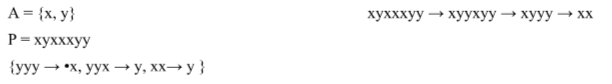 A = {x, y}
xyxxxyy → xyyxyy → xyyy → xx
P = xyxxxyy
{yyy → •x, yyx → y, xx→ y }